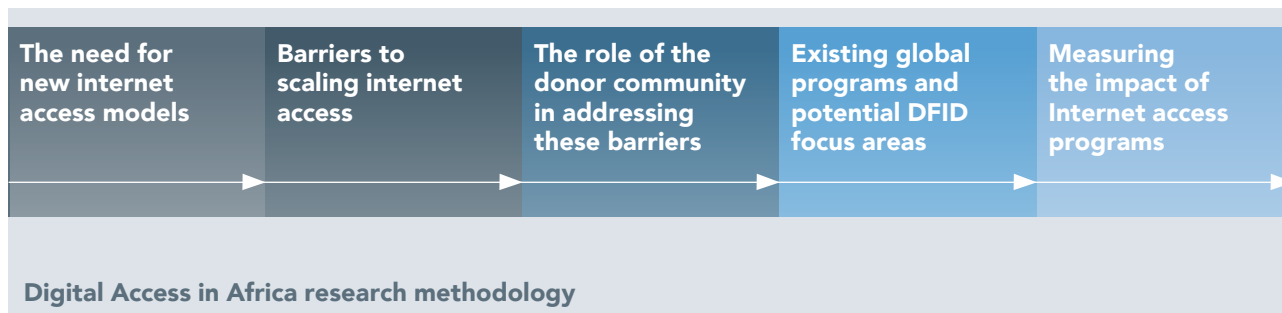 The need for
new internet
access models
Barriers to
scaling internet
access
The role of the
donor community
in addressing
these barriers
Existing global
programs and
potential DFID
focus areas
Measuring
the impact of
Internet access
programs
Digital Access in Africa research methodology